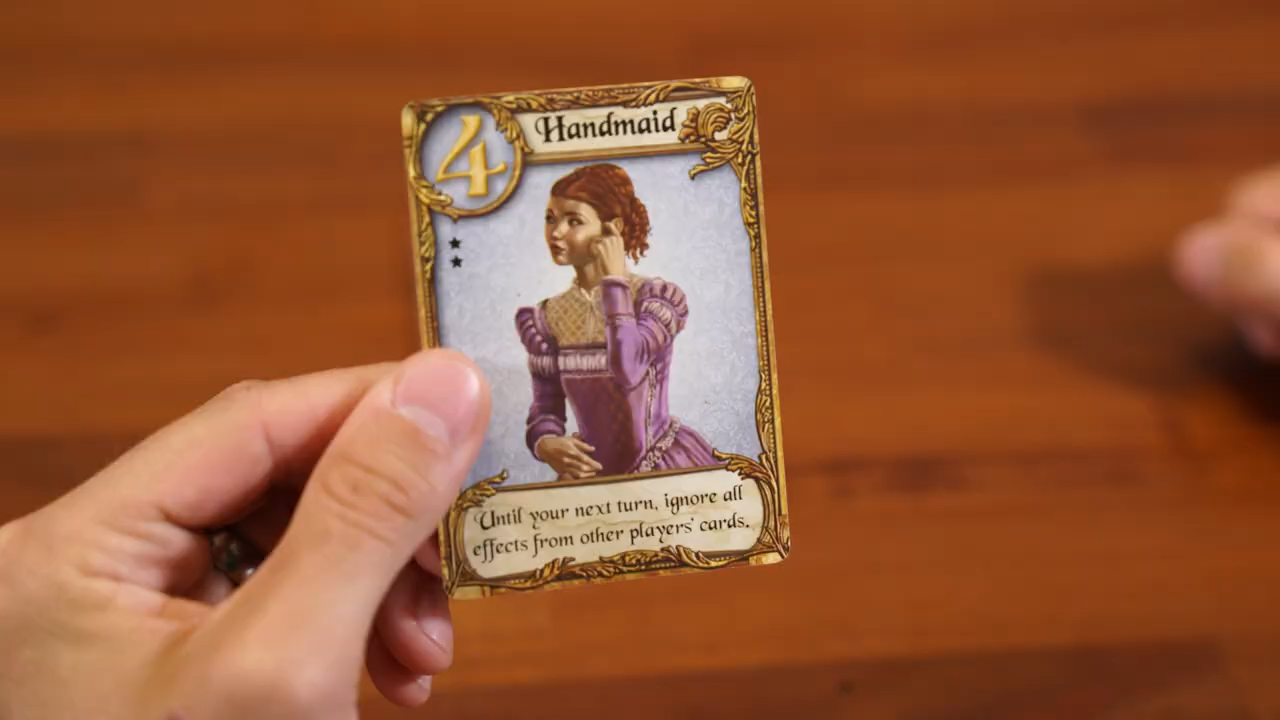 4
Handmaid
Until your next turn, ignore all
effects from other players' cards.